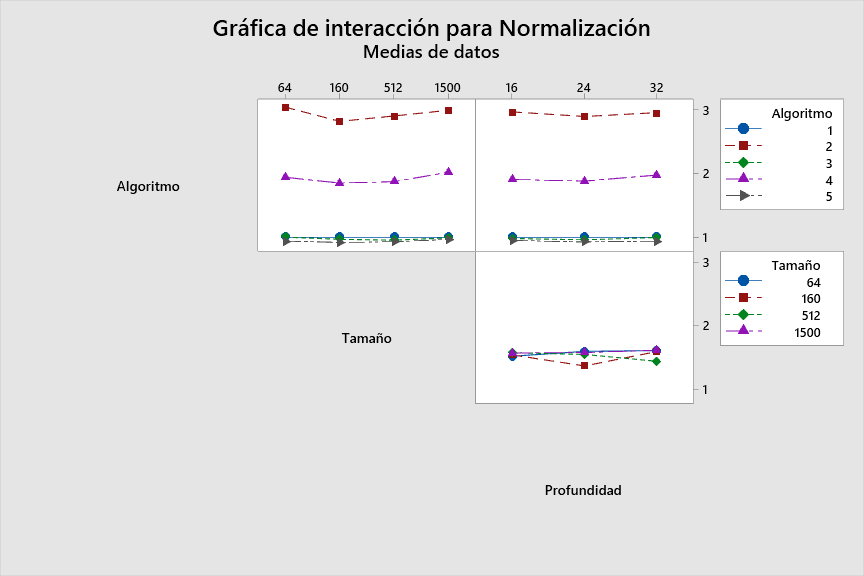 Gráfica de interacción para Normalización
Medias de datos
64 160 512 1500 16 24 32
Algoritmo
3
2
1
Algoritmo
1
2
3
4
5
Tamaño
3
2
1
Tamaño
64
160
512
1500
Profundidad